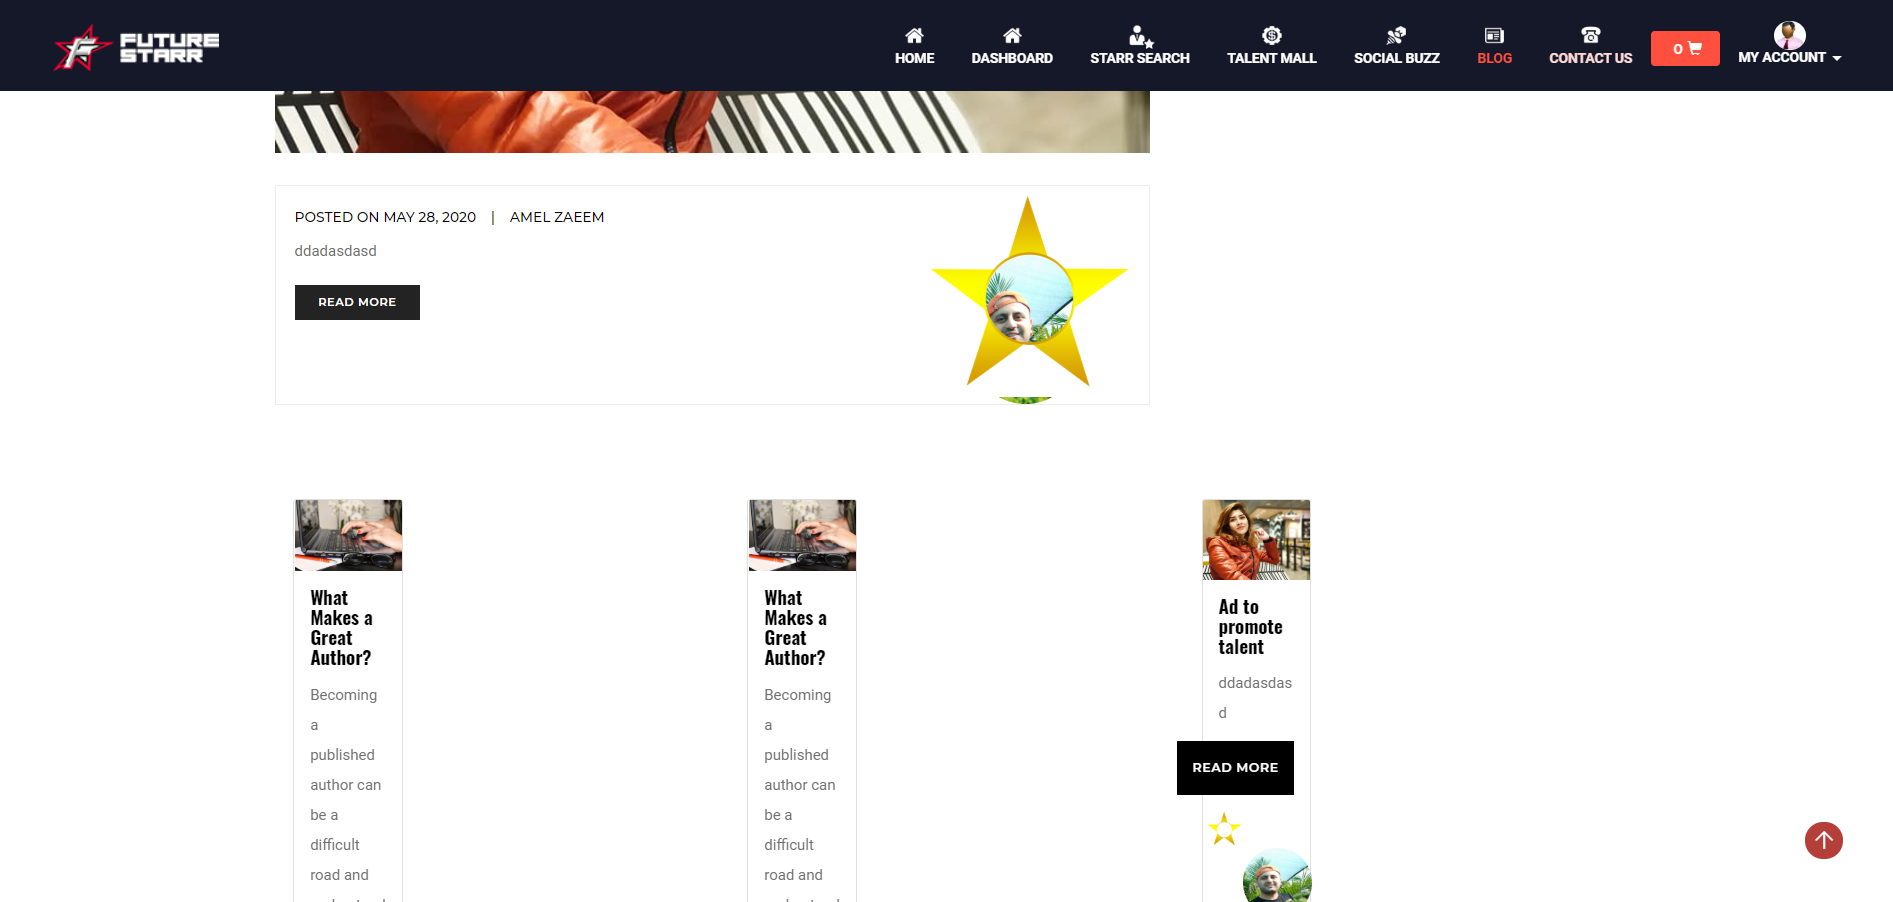 FUTURE
STARR
HOME DASHBOARD STARR SEARCH TALENT MALL SOCIAL BUZZ BLOG CONTACT US 0 MY ACCOUNT
POSTED ON MAY 28, 2020 | AMEL ZAEEM
ddadasdasd
READ MORE
What
Makes a
Great
Author?
Becoming
a
published
author can
be a
difficult
road and
What
Makes a
Great
Author?
Becoming
a
published
author can
be a
difficult
road and
Ad to
promote
talent
ddadasdas
d
READ MORE